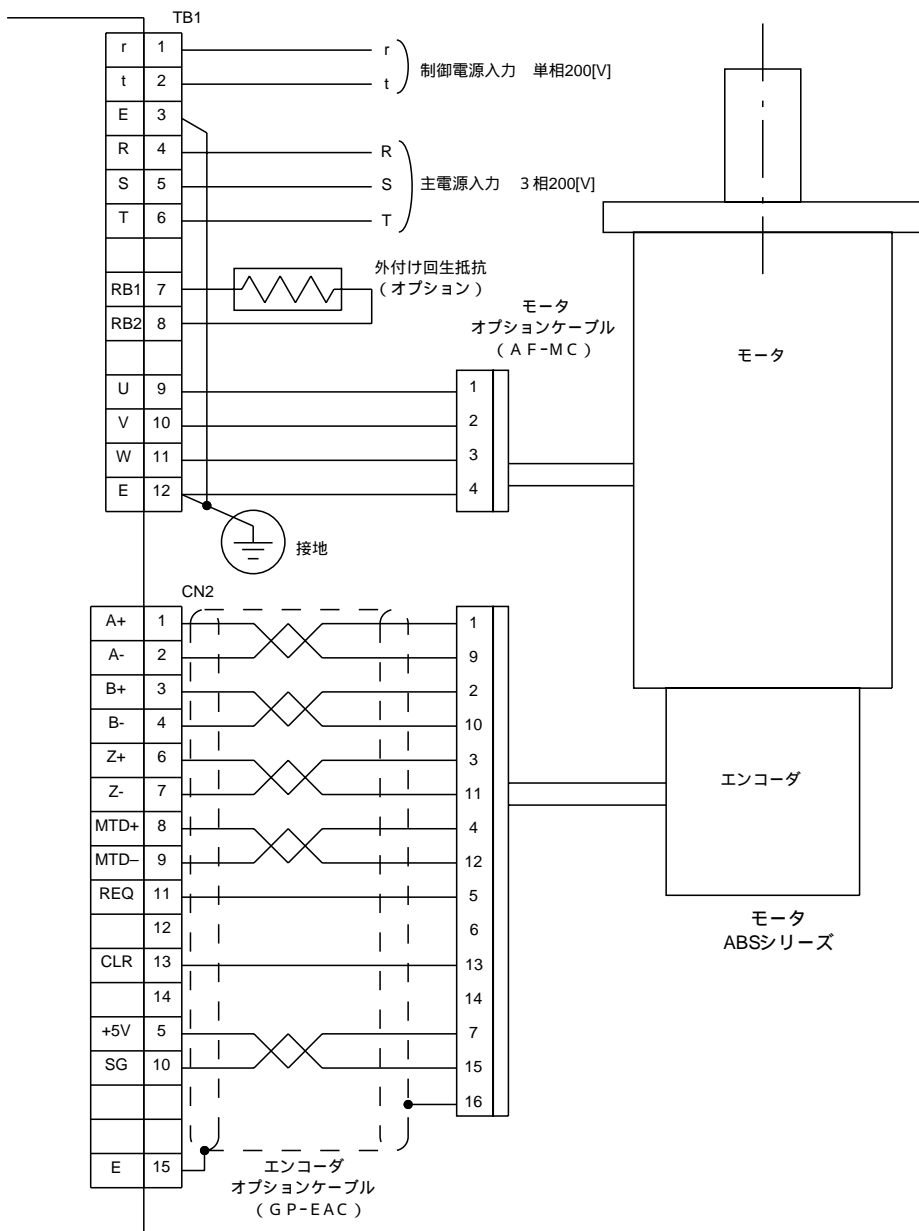 TB1
r 1 r
t 2 t
制御電源入力　単相200[V]
E 3
R 4 R
S 5 S
主電源入力　３相200[V]
T 6 T
RB1 7
RB2 8
外付け回生抵抗
（オプション）
モータ
オプションケーブル
（ＡＦ-ＭＣ）
U 9 1
V 10 2
W 11 3
E 12 4
接地
モータ
CN2
A+ 1 1
A- 2 9
B+ 3 2
B- 4 10
Z+ 6 3
Z- 7 11
MTD+ 8 4
MTD– 9 12
REQ 11 5
12 6
CLR 13 13
14 14
+5V 5 7
SG 10 15
16
E 15
エンコーダ
オプションケーブル
（ＧＰ-ＥＡＣ）
エンコーダ
モータ
ABSシリーズ